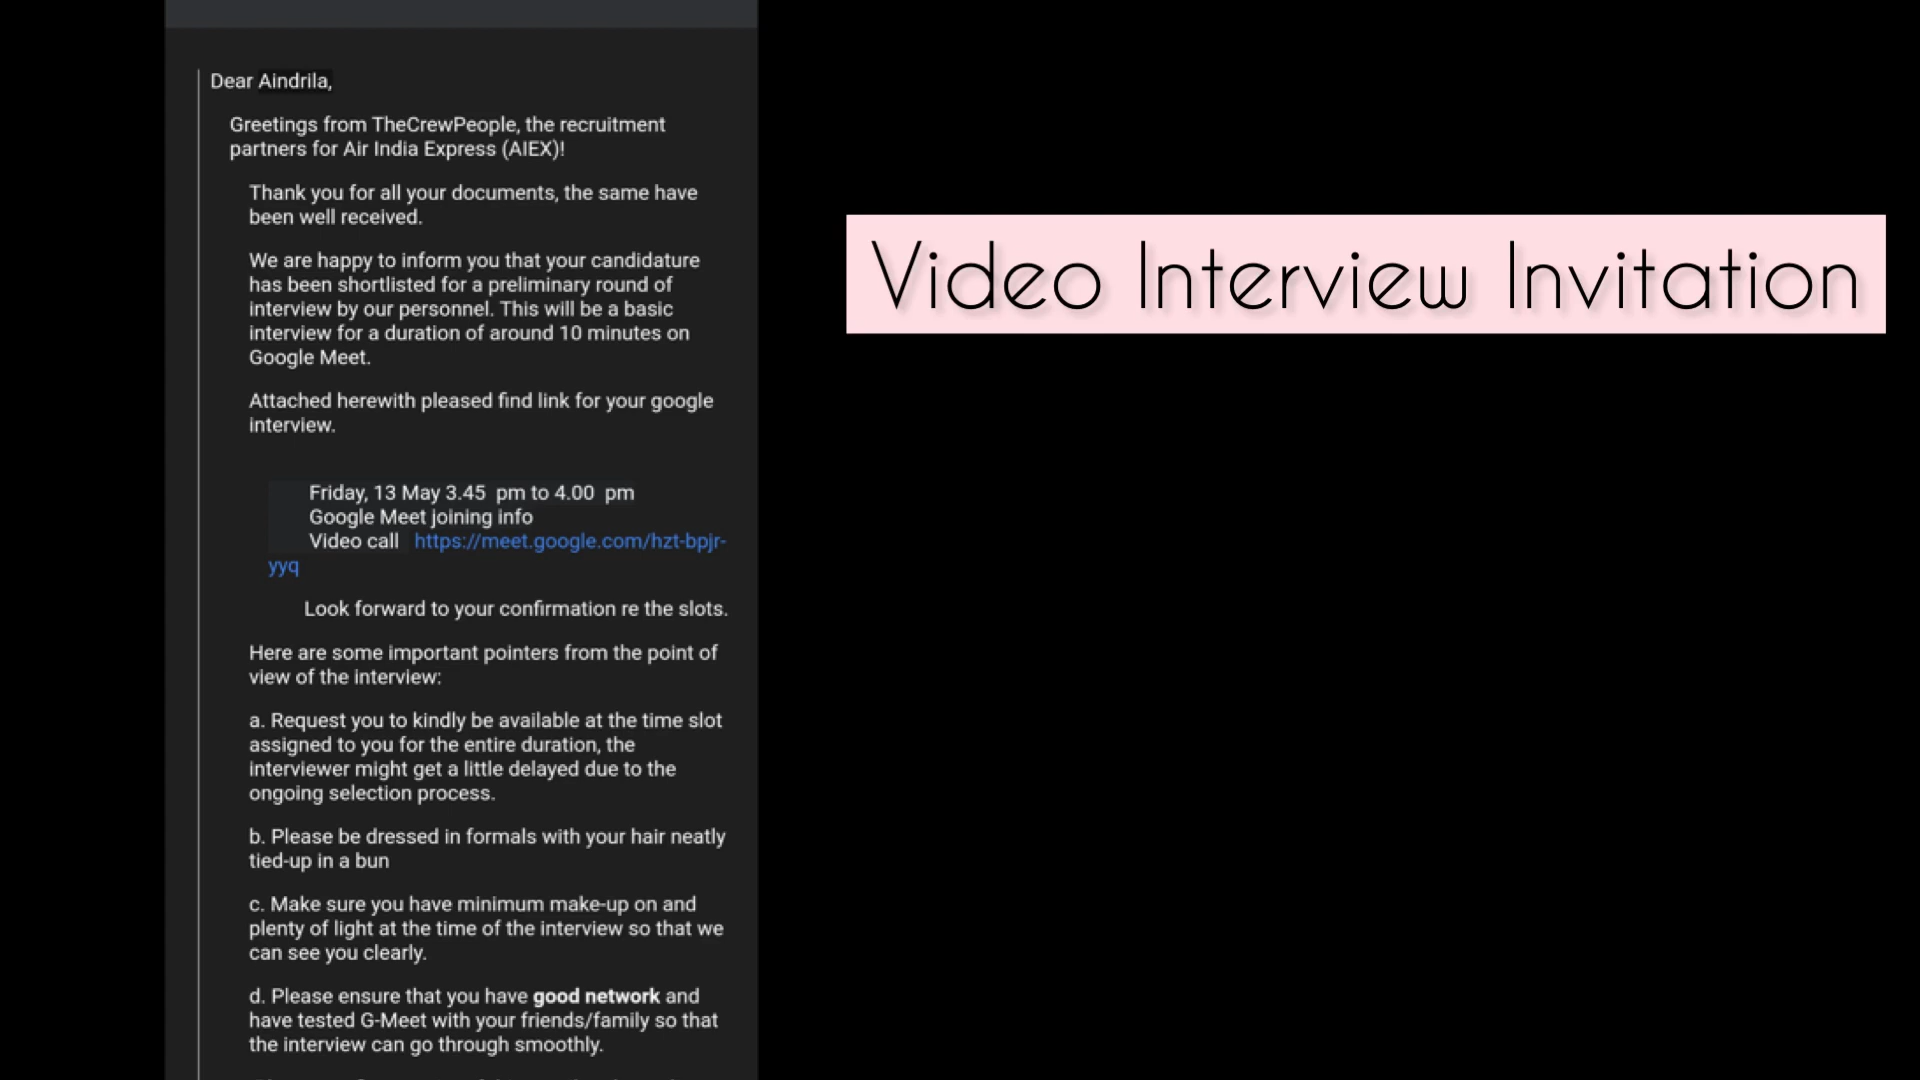 Dear Aindrila,
Greetings from TheCrewPeople, the recruitment
partners for Air India Express (AIEX)!
Thank you for all your documents, the same have
been well received.
We are happy to inform you that your candidature
has been shortlisted for a preliminary round of
interview by our personnel. This will be a basic
interview for a duration of around 10 minutes on
Google Meet.
Attached herewith pleased find link for your google
interview.
Friday, 13 May 3.45 pm to 4.00 pm
Google Meet joining info
Video call https://meet.google.com/hzt-bpjr-
yyq
Look forward to your confirmation re the slots.
Here are some important pointers from the point of
view of the interview:
a. Request you to kindly be available at the time slot
assigned to you for the entire duration, the
interviewer might get a little delayed due to the
ongoing selection process.
b. Please be dressed in formals with your hair neatly
tied-up in a bun
c. Make sure you have minimum make-up on and
plenty of light at the time of the interview so that we
can see you clearly.
d. Please ensure that you have good network and
have tested G-Meet with your friends/family so that
the interview can go through smoothly.
Video Interview Invitation